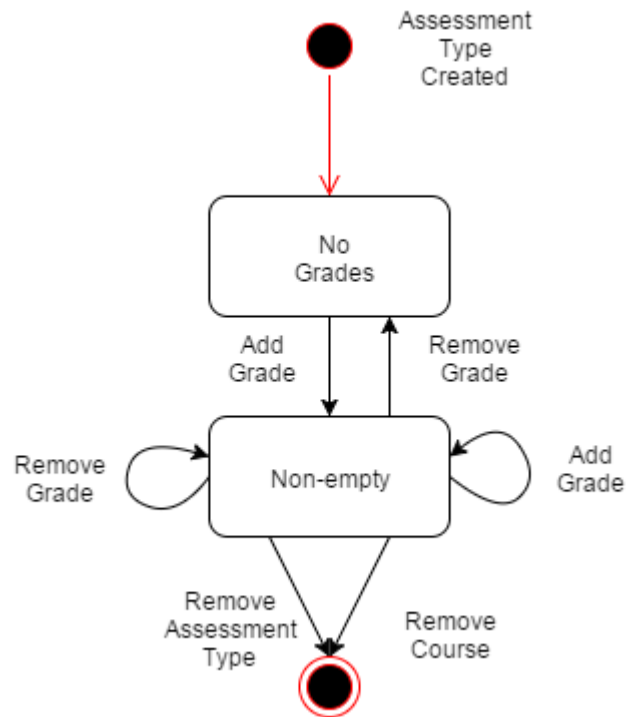 Assessment
Type
Created
No
Grades
Add
Grade
Remove
Grade
Remove
Grade
Non-empty
Add
Grade
Remove
Assessment
Type
Remove
Course